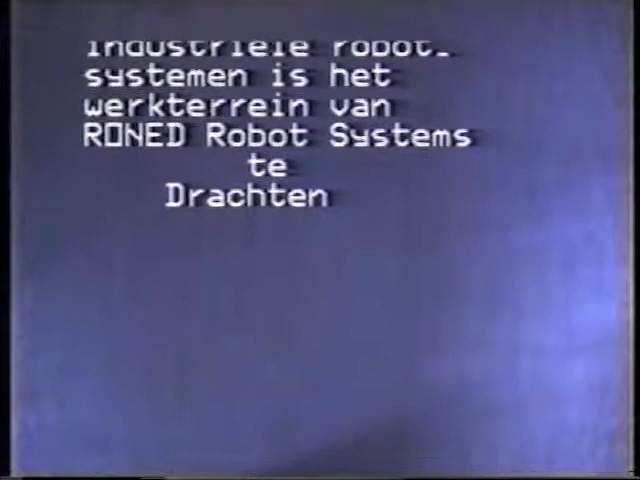 industriele robot-
systemen is het
werkterrein van
RONED Robot Systems
te
Drachten